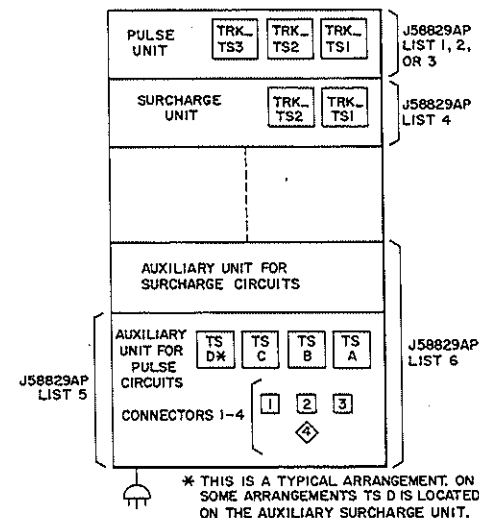 PULSE
UNIT
TRK_
TS3
TRK_
TS2
TRK_
TS1
J58829AP
LIST 1, 2,
OR 3
SURCHARGE
UNIT
TRK_
TS2
TRK_
TS1
J58829AP
LIST 4
AUXILIARY UNIT FOR
SURCHARGE CIRCUITS
AUXILIARY
UNIT FOR
PULSE
CIRCUITS
TS
D*
TS
C
TS
B
TS
A
J58829AP
LIST 6
J58829AP
LIST 5
CONNECTORS 1-4
1
2
3
4
* THIS IS A TYPICAL ARRANGEMENT. ON
SOME ARRANGEMENTS TS D IS LOCATED
ON THE AUXILIARY SURCHARGE UNIT.